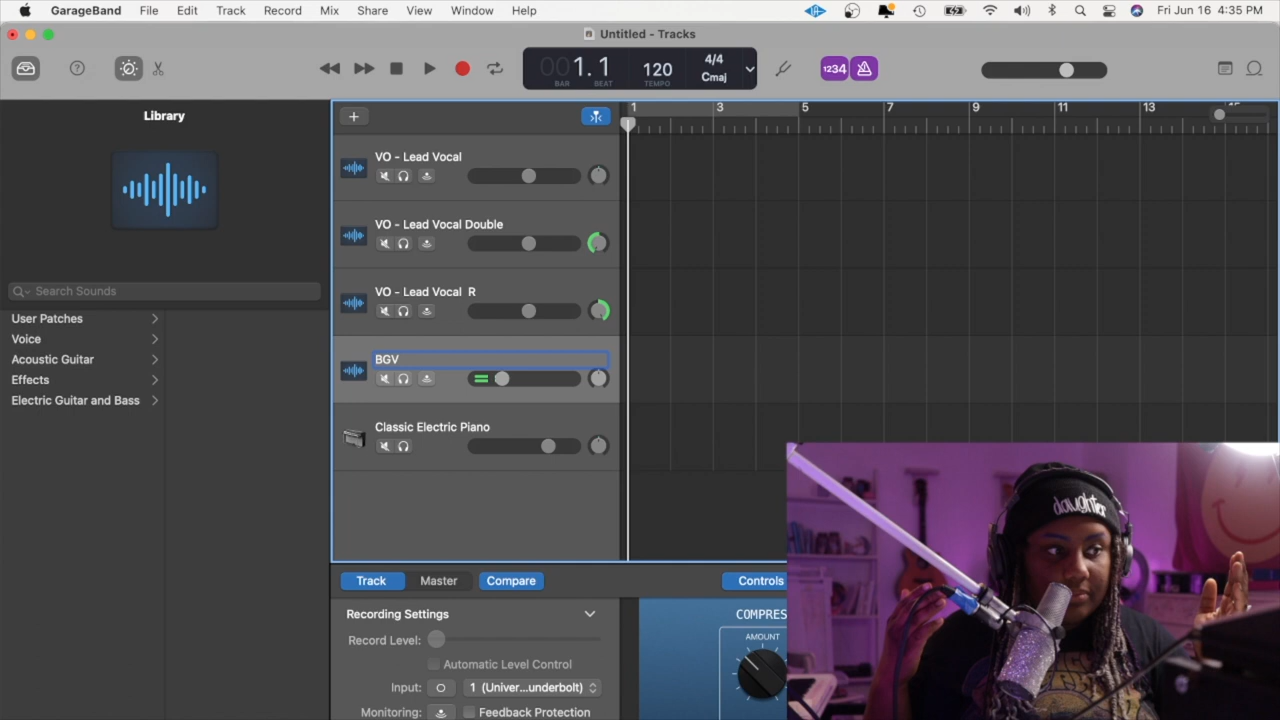 GarageBand File Edit Track Record Mix Share View Window Help Fri Jun 16 4:35 PM
Untitled - Tracks
001.1 120 4/4 Cmaj
BAR BEAT TEMPO
1234
Library
1 3 5 7 9 11 13 15
VO - Lead Vocal
VO - Lead Vocal Double
Search Sounds
VO - Lead Vocal R
User Patches
Voice
Acoustic Guitar
BGV
Effects
Electric Guitar and Bass
Classic Electric Piano
daughter
Track Master Compare Controls
Recording Settings
COMPRES
Record Level:
AMOUNT
Automatic Level Control
Input: 1 (Univer...underbolt)
Monitoring: Feedback Protection